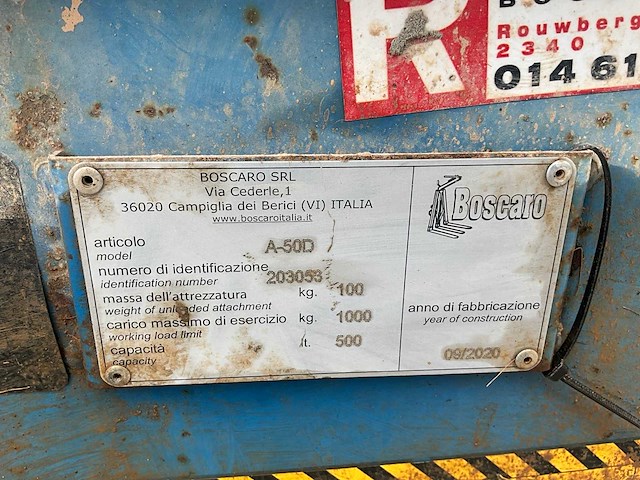 R
Rouwberg
2340
014 61
BOSCARO SRL
Via Cederle,1
36020 Campiglia dei Berici (VI) ITALIA
www.boscaroitalia.it
Boscaro
articolo
model
A-50D
numero di identificazione
identification number
203053
massa dell'attrezzatura kg. 100
weight of unloaded attachment
carico massimo di esercizio kg. 1000
working load limit
capacità lt. 500
capacity
anno di fabbricazione
year of construction
09/2020